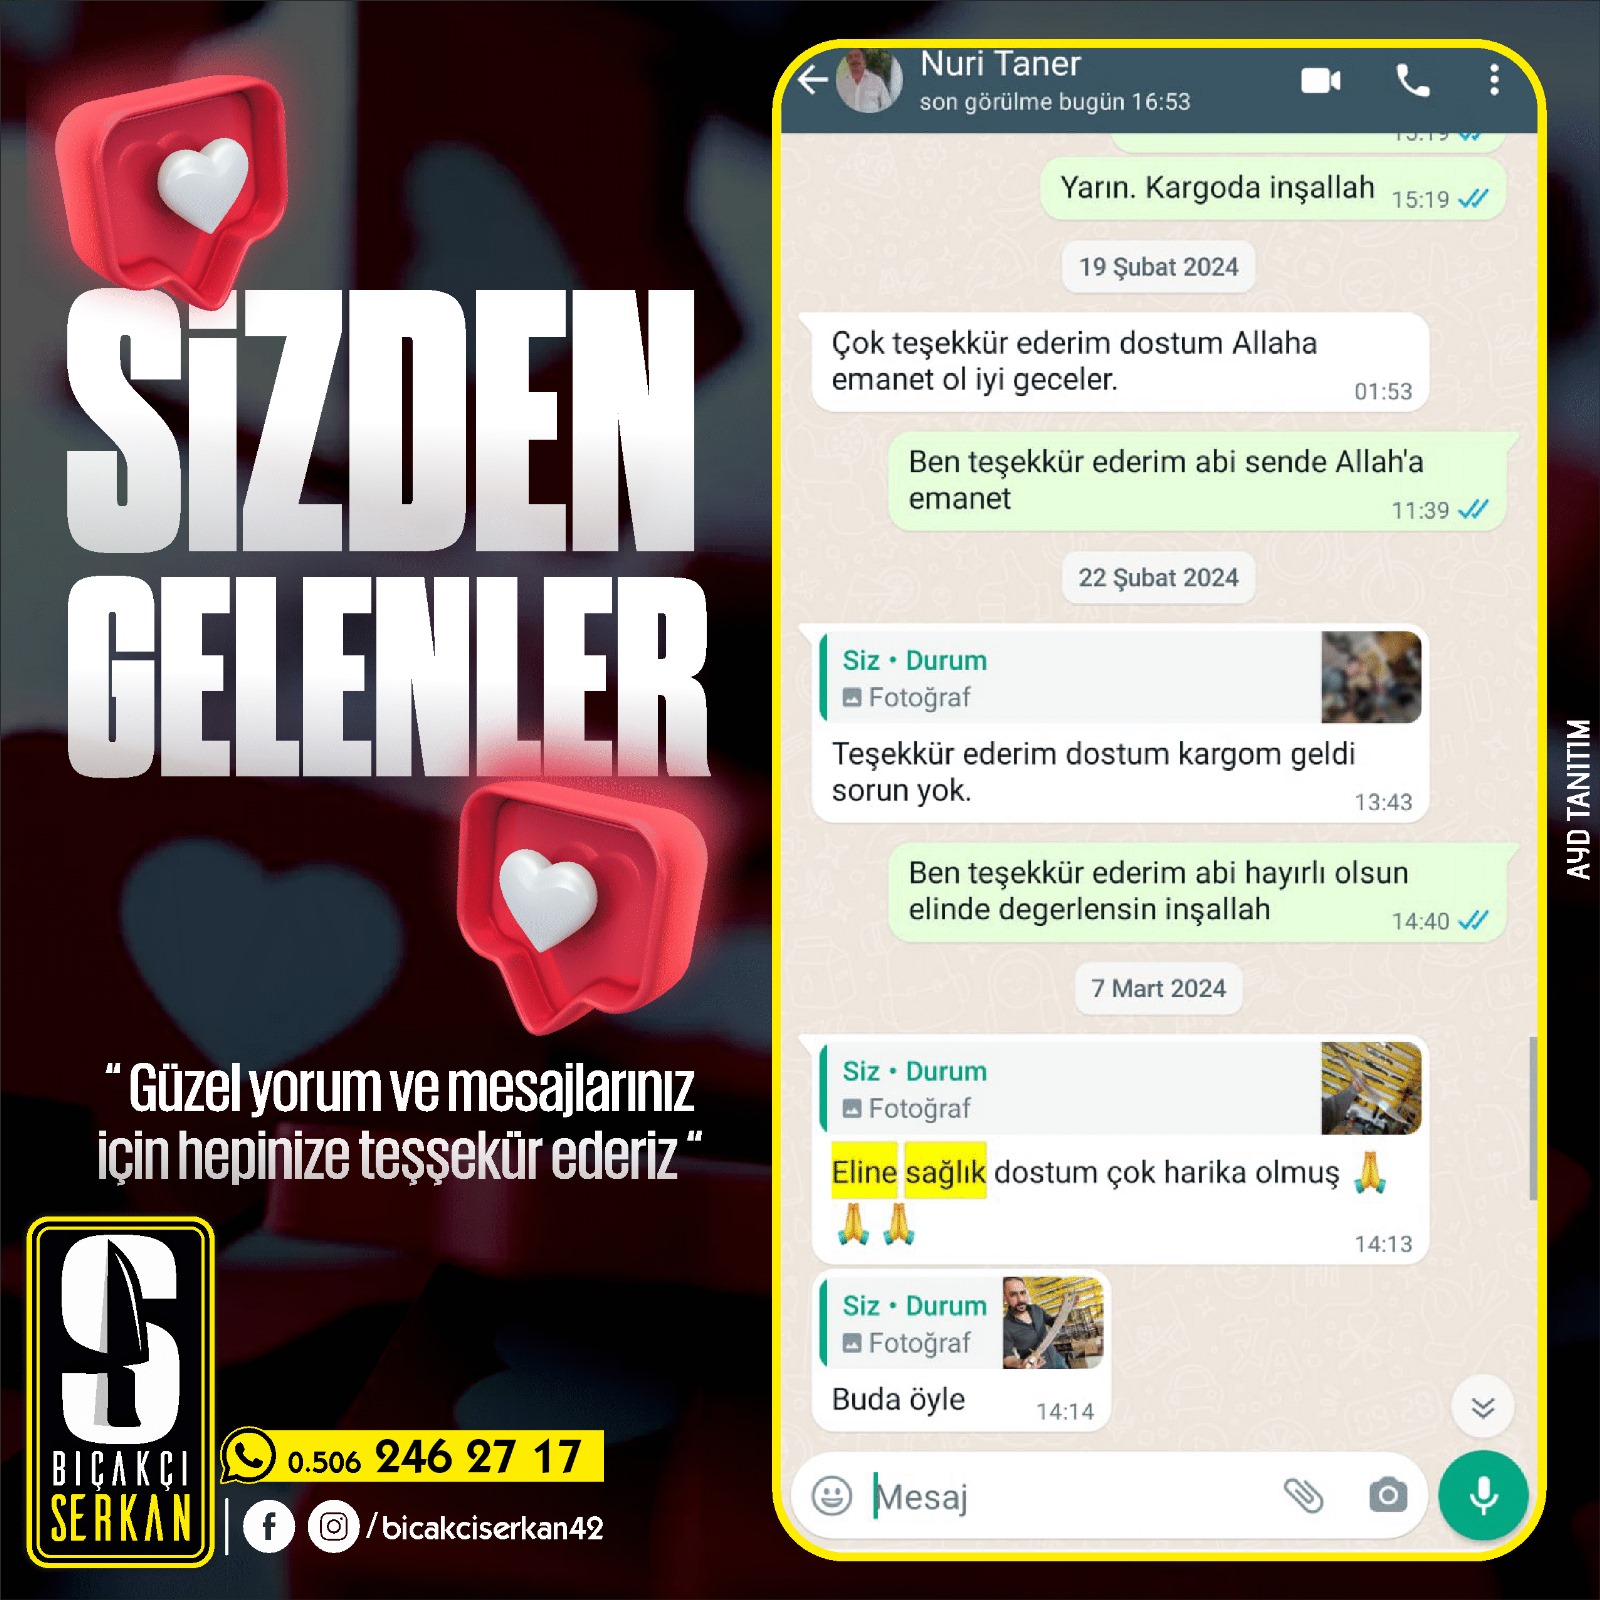 SİZDEN
GELENLER
“ Güzel yorum ve mesajlarınız
için hepinize teşşekür ederiz “
S
BIÇAKÇI
SERKAN
0.506 246 27 17
/bicakciserkan42
Nuri Taner
son görülme bugün 16:53
15:19
Yarın. Kargoda inşallah 15:19
19 Şubat 2024
Çok teşekkür ederim dostum Allaha
emanet ol iyi geceler.
01:53
Ben teşekkür ederim abi sende Allah'a
emanet
11:39
22 Şubat 2024
Siz • Durum
Fotoğraf
Teşekkür ederim dostum kargom geldi
sorun yok.
13:43
Ben teşekkür ederim abi hayırlı olsun
elinde degerlensin inşallah
14:40
7 Mart 2024
Siz • Durum
Fotoğraf
Eline sağlık dostum çok harika olmuş 🙏
🙏🙏
14:13
Siz • Durum
Fotoğraf
Buda öyle
14:14
Mesaj
AYD TANITIM